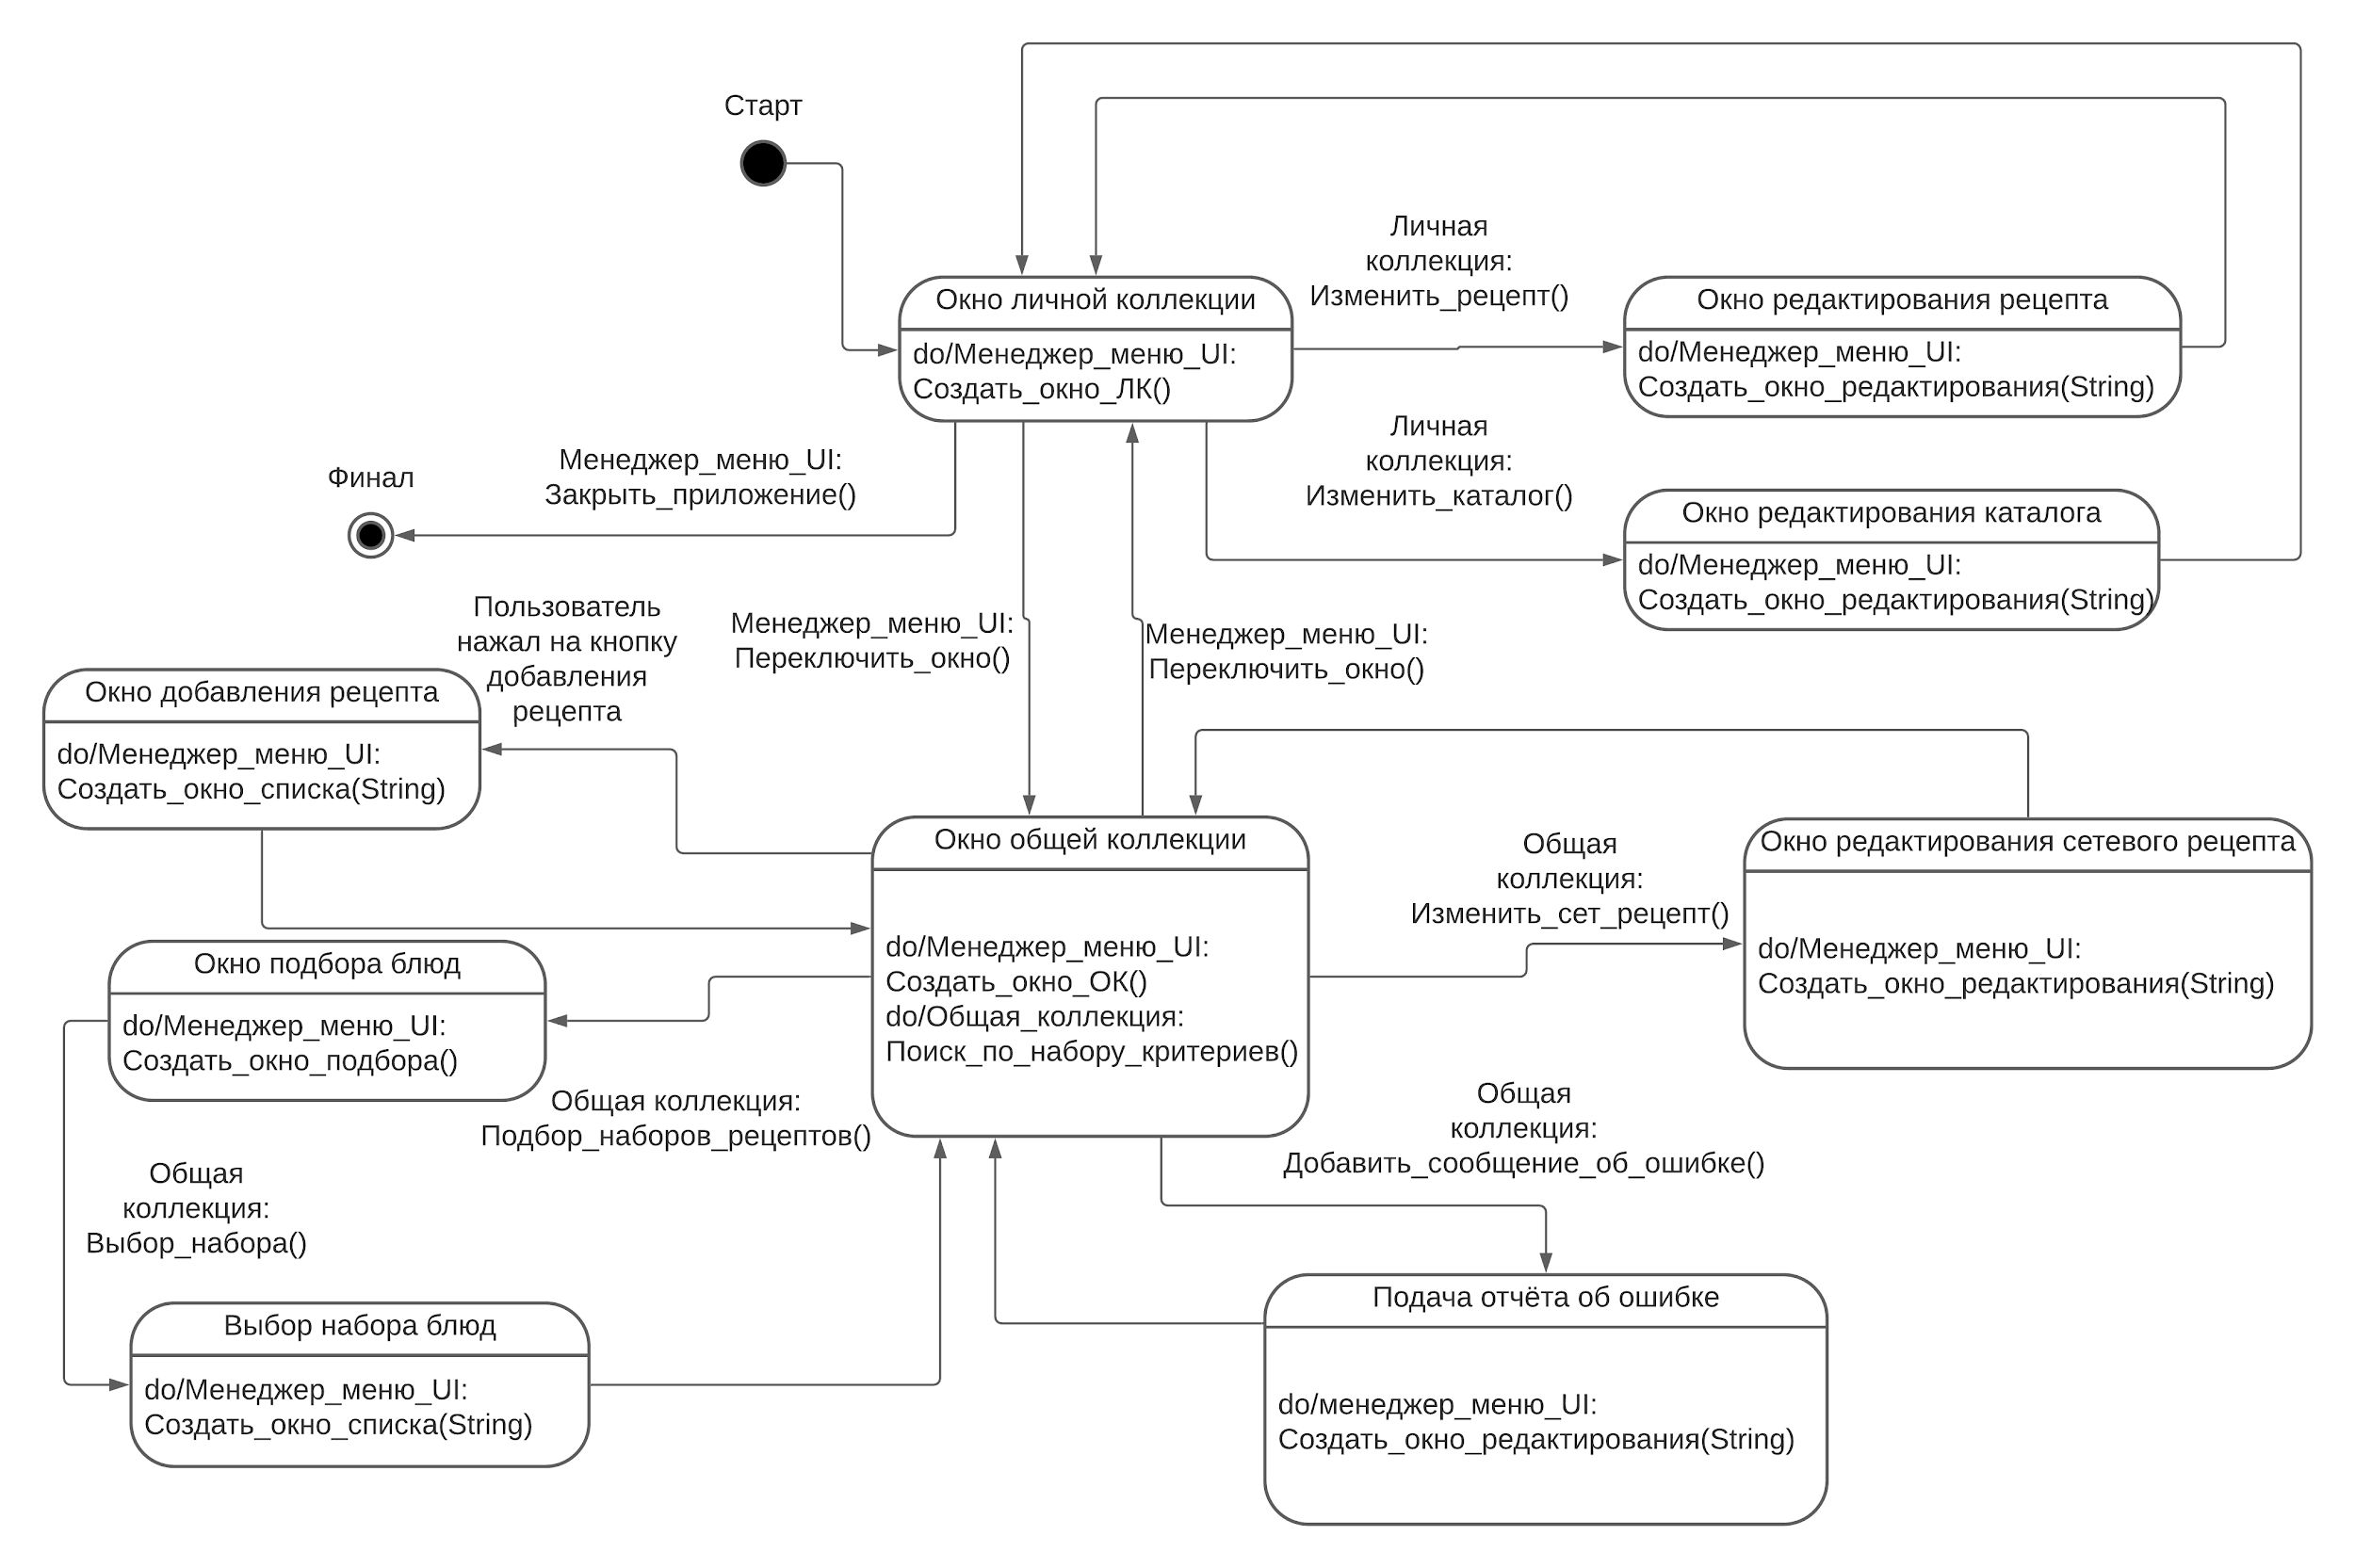 Старт
Личная
коллекция:
Изменить_рецепт()
Окно личной коллекции
do/Менеджер_меню_UI:
Создать_окно_ЛК()
Окно редактирования рецепта
do/Менеджер_меню_UI:
Создать_окно_редактирования(String)
Личная
коллекция:
Изменить_каталог()
Менеджер_меню_UI:
Закрыть_приложение()
Финал
Окно редактирования каталога
do/Менеджер_меню_UI:
Создать_окно_редактирования(String)
Пользователь
нажал на кнопку
добавления
рецепта
Менеджер_меню_UI:
Переключить_окно()
Менеджер_меню_UI:
Переключить_окно()
Окно добавления рецепта
do/Менеджер_меню_UI:
Создать_окно_списка(String)
Окно общей коллекции
do/Менеджер_меню_UI:
Создать_окно_ОК()
do/Общая_коллекция:
Поиск_по_набору_критериев()
Общая
коллекция:
Изменить_сет_рецепт()
Окно редактирования сетевого рецепта
do/Менеджер_меню_UI:
Создать_окно_редактирования(String)
Окно подбора блюд
do/Менеджер_меню_UI:
Создать_окно_подбора()
Общая коллекция:
Подбор_наборов_рецептов()
Общая
коллекция:
Добавить_сообщение_об_ошибке()
Общая
коллекция:
Выбор_набора()
Подача отчёта об ошибке
do/менеджер_меню_UI:
Создать_окно_редактирования(String)
Выбор набора блюд
do/Менеджер_меню_UI:
Создать_окно_списка(String)